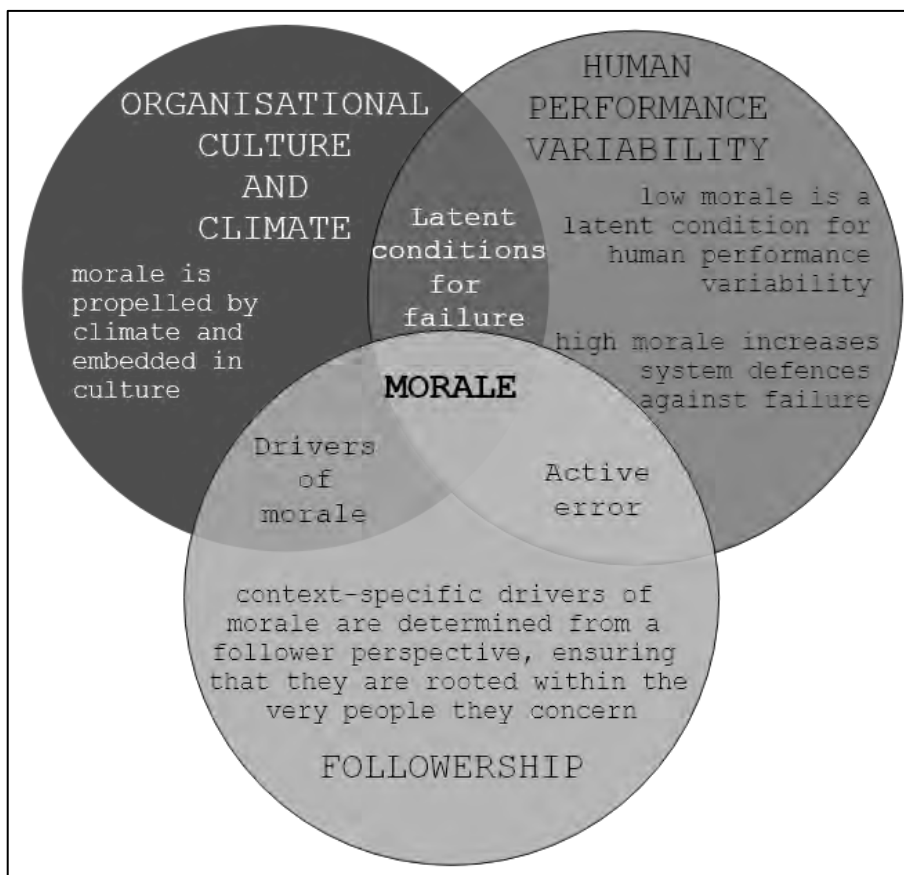 ORGANISATIONAL
CULTURE
AND
CLIMATE
morale is
propelled by
climate and
embedded in
culture
HUMAN
PERFORMANCE
VARIABILITY
low morale is a
latent condition for
human performance
variability
high morale increases
system defences
against failure
Latent
conditions
for
failure
MORALE
Drivers
of
morale
Active
error
context-specific drivers of
morale are determined from a
follower perspective, ensuring
that they are rooted within the
very people they concern
FOLLOWERSHIP